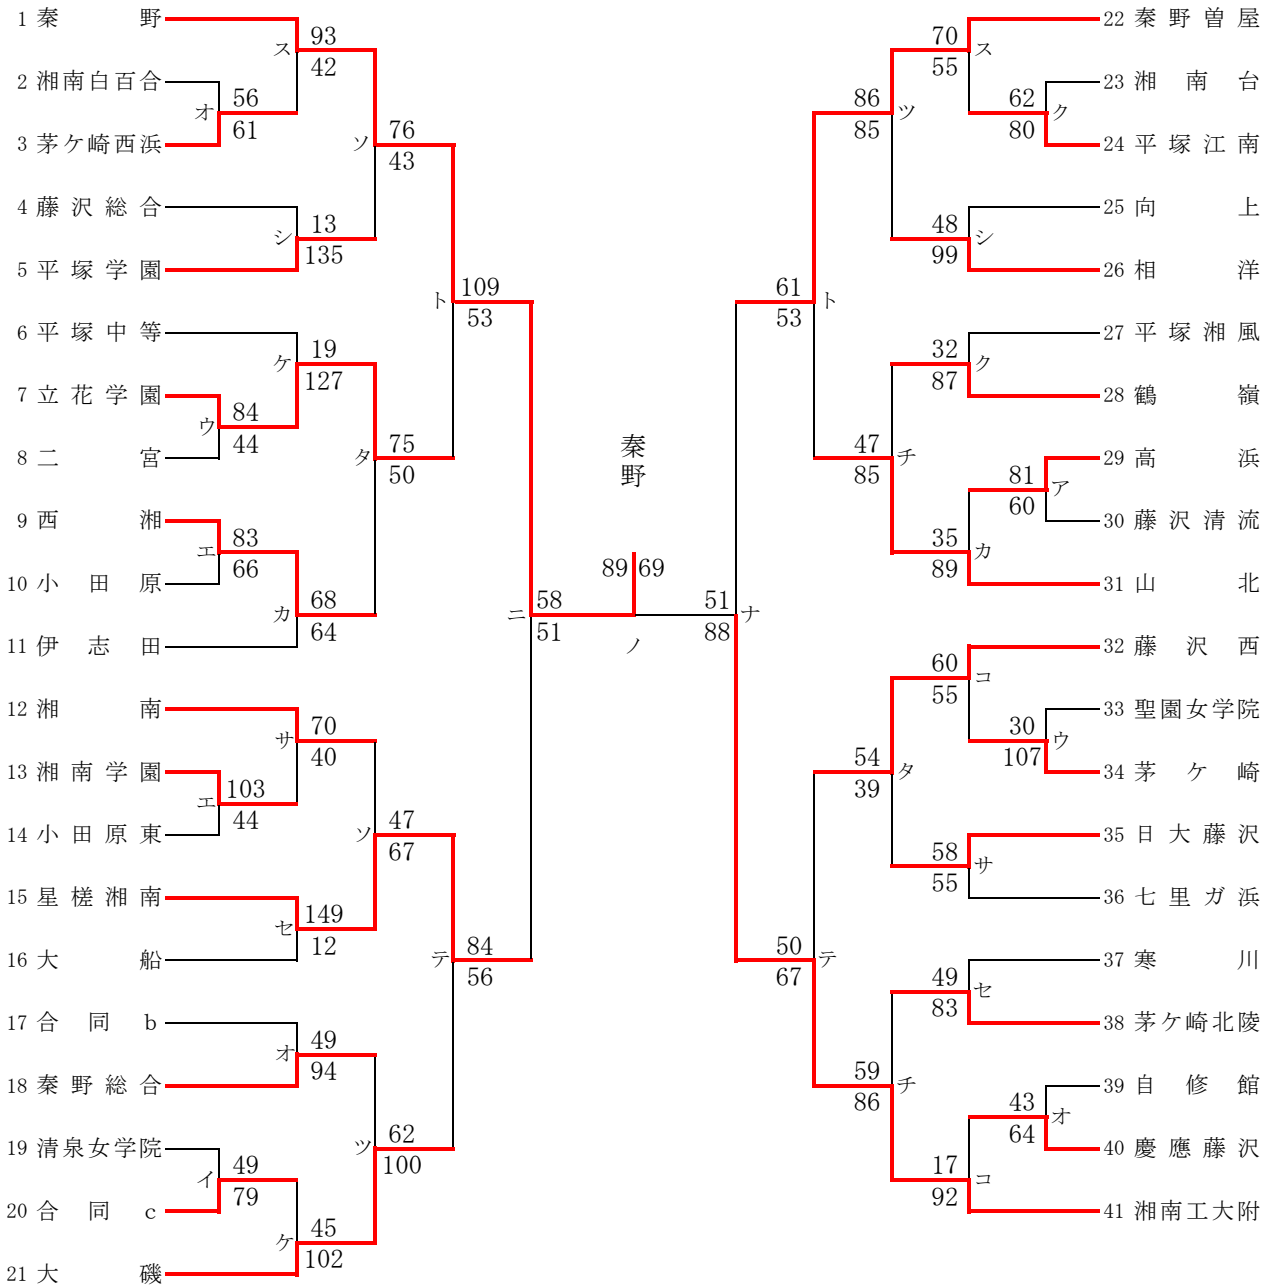 1 秦野
2 湘南白百合
3 茅ケ崎西浜
4 藤沢総合
5 平塚学園
6 平塚中等
7 立花学園
8 二宮
9 西湘
10 小田原
11 伊志田
12 湘南
13 湘南学園
14 小田原東
15 星槎湘南
16 大船
17 合同b
18 秦野総合
19 清泉女学院
20 合同c
21 大磯
オ 56
61
ウ 84
44
エ 83
66
エ 103
44
イ 49
79
ス 93
42
シ 13
135
ケ 19
127
カ 68
64
サ 70
40
セ 149
12
オ 49
94
ケ 45
102
ソ 76
43
タ 75
50
ソ 47
67
ツ 62
100
ト 109
53
テ 84
56
ニ 58
51
秦野
89 69
ノ
51 ナ
88
61 ト
53
50 テ
67
86 ツ
85
47 チ
85
54 タ
39
59 チ
86
70 ス
55
48 シ
99
32 ク
87
35 カ
89
60 コ
55
58 サ
55
49 セ
83
17 コ
92
62 ク
80
81 ア
60
30 ウ
107
43 オ
64
22 秦野曽屋
23 湘南台
24 平塚江南
25 向上
26 相洋
27 平塚湘風
28 鶴嶺
29 高浜
30 藤沢清流
31 山北
32 藤沢西
33 聖園女学院
34 茅ケ崎
35 日大藤沢
36 七里ガ浜
37 寒川
38 茅ケ崎北陵
39 自修館
40 慶應藤沢
41 湘南工大附